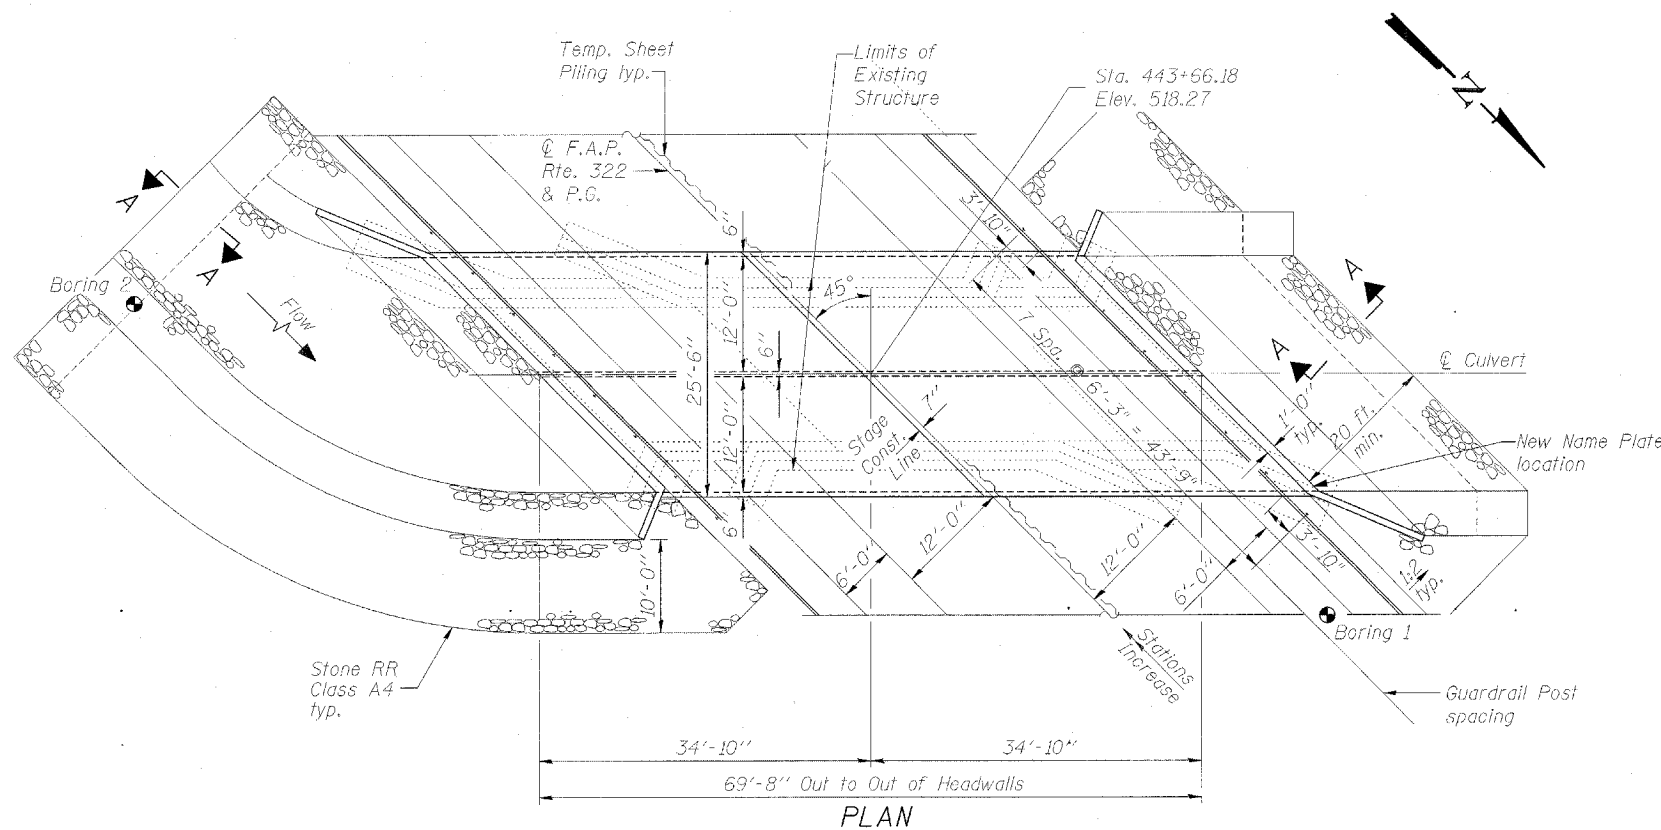 Temp. Sheet
Piling typ.
Limits of
Existing
Structure
Sta. 443+66.18
Elev. 518.27
N
℄ F.A.P.
Rte. 322
& P.G.
A
A
Boring 2
Flow
6"
12'-0"
25'-6"
6"
12'-0"
6"
45°
3'-10"
7 Spa. @ 6'-3" = 43'-9"
7"
Stage
Const.
Line
A
A
℄ Culvert
1'-0"
typ.
20 ft.
min.
New Name Plate
location
6'-0"
12'-0"
12'-0"
6'-0"
3'-10"
1:2
typ.
10'-0"
Boring 1
Stations
Increase
Stone RR
Class A4
typ.
Guardrail Post
spacing
34'-10"
34'-10"
69'-8" Out to Out of Headwalls
PLAN